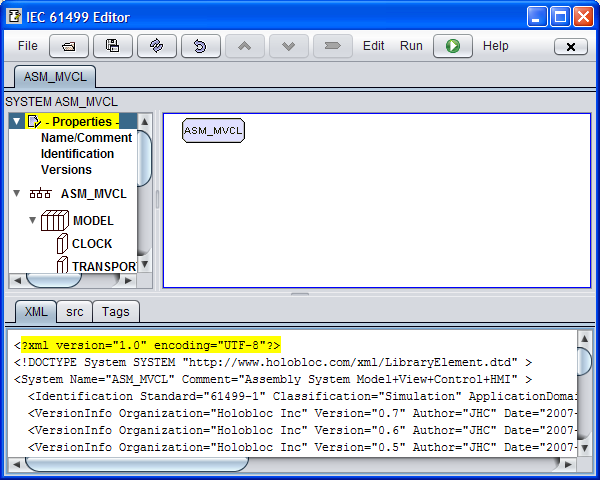 IEC 61499 Editor
File Edit Run Help
ASM_MVCL
SYSTEM ASM_MVCL
- Properties -
Name/Comment
Identification
Versions
ASM_MVCL
MODEL
CLOCK
TRANSPOR
ASM_MVCL
XML src Tags
<?xml version="1.0" encoding="UTF-8"?>
<!DOCTYPE System SYSTEM "http://www.holobloc.com/xml/LibraryElement.dtd" >
<System Name="ASM_MVCL" Comment="Assembly System Model+View+Control+HMI" >
<Identification Standard="61499-1" Classification="Simulation" ApplicationDomai
<VersionInfo Organization="Holobloc Inc" Version="0.7" Author="JHC" Date="2007-
<VersionInfo Organization="Holobloc Inc" Version="0.6" Author="JHC" Date="2007-
<VersionInfo Organization="Holobloc Inc" Version="0.5" Author="JHC" Date="2007-